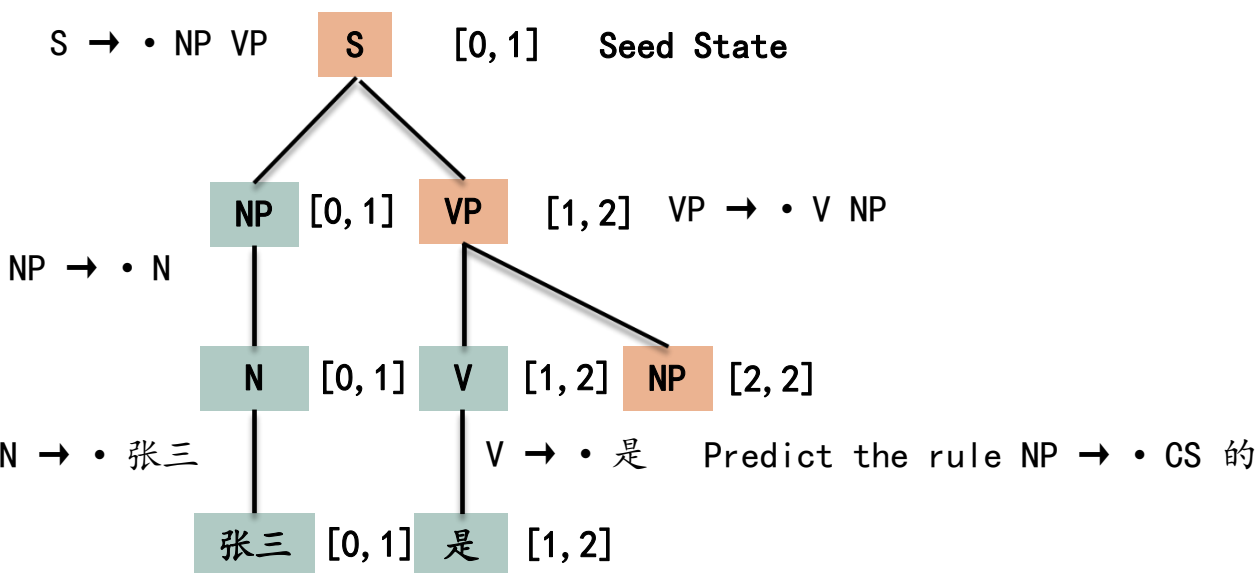 S → • NP VP S [0,1] Seed State
NP [0,1] VP [1,2] VP → • V NP
NP → • N
N [0,1] V [1,2] NP [2,2]
N → • 张三 V → • 是 Predict the rule NP → • CS 的
张三 [0,1] 是 [1,2]